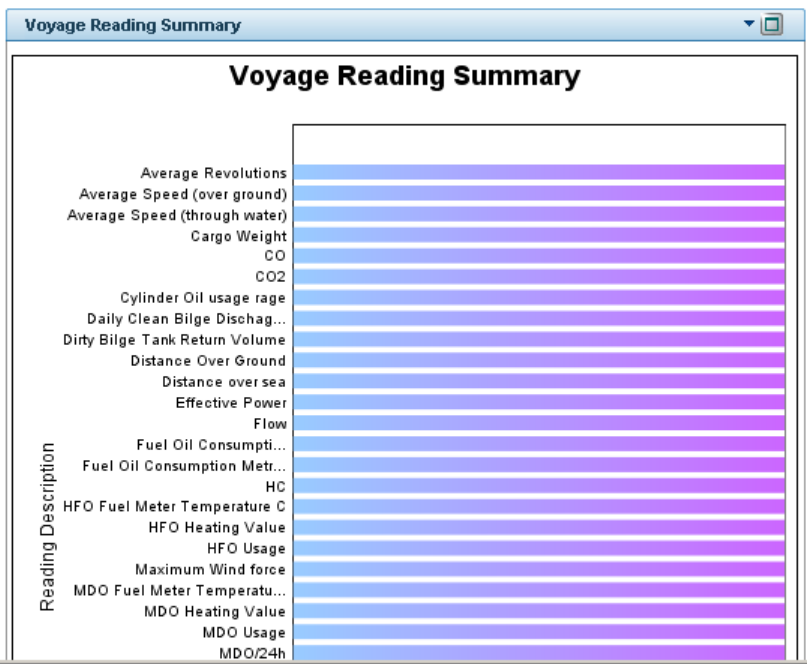 Voyage Reading Summary
Voyage Reading Summary
Average Revolutions
Average Speed (over ground)
Average Speed (through water)
Cargo Weight
CO
CO2
Cylinder Oil usage rage
Daily Clean Bilge Dischag...
Dirty Bilge Tank Return Volume
Distance Over Ground
Distance over sea
Effective Power
Flow
Fuel Oil Consumpti...
Fuel Oil Consumption Metr...
HC
HFO Fuel Meter Temperature C
HFO Heating Value
HFO Usage
Maximum Wind force
MDO Fuel Meter Temperatu...
MDO Heating Value
MDO Usage
MDO/24h
Reading Description